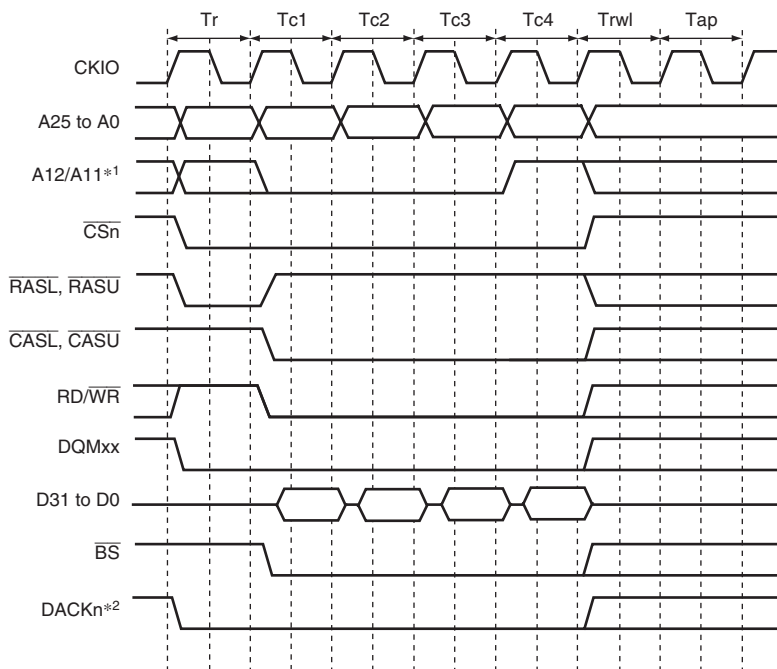 Tr Tc1 Tc2 Tc3 Tc4 Trwl Tap
CKIO
A25 to A0
A12/A11*1
CSn
RASL, RASU
CASL, CASU
RD/WR
DQMxx
D31 to D0
BS
DACKn*2